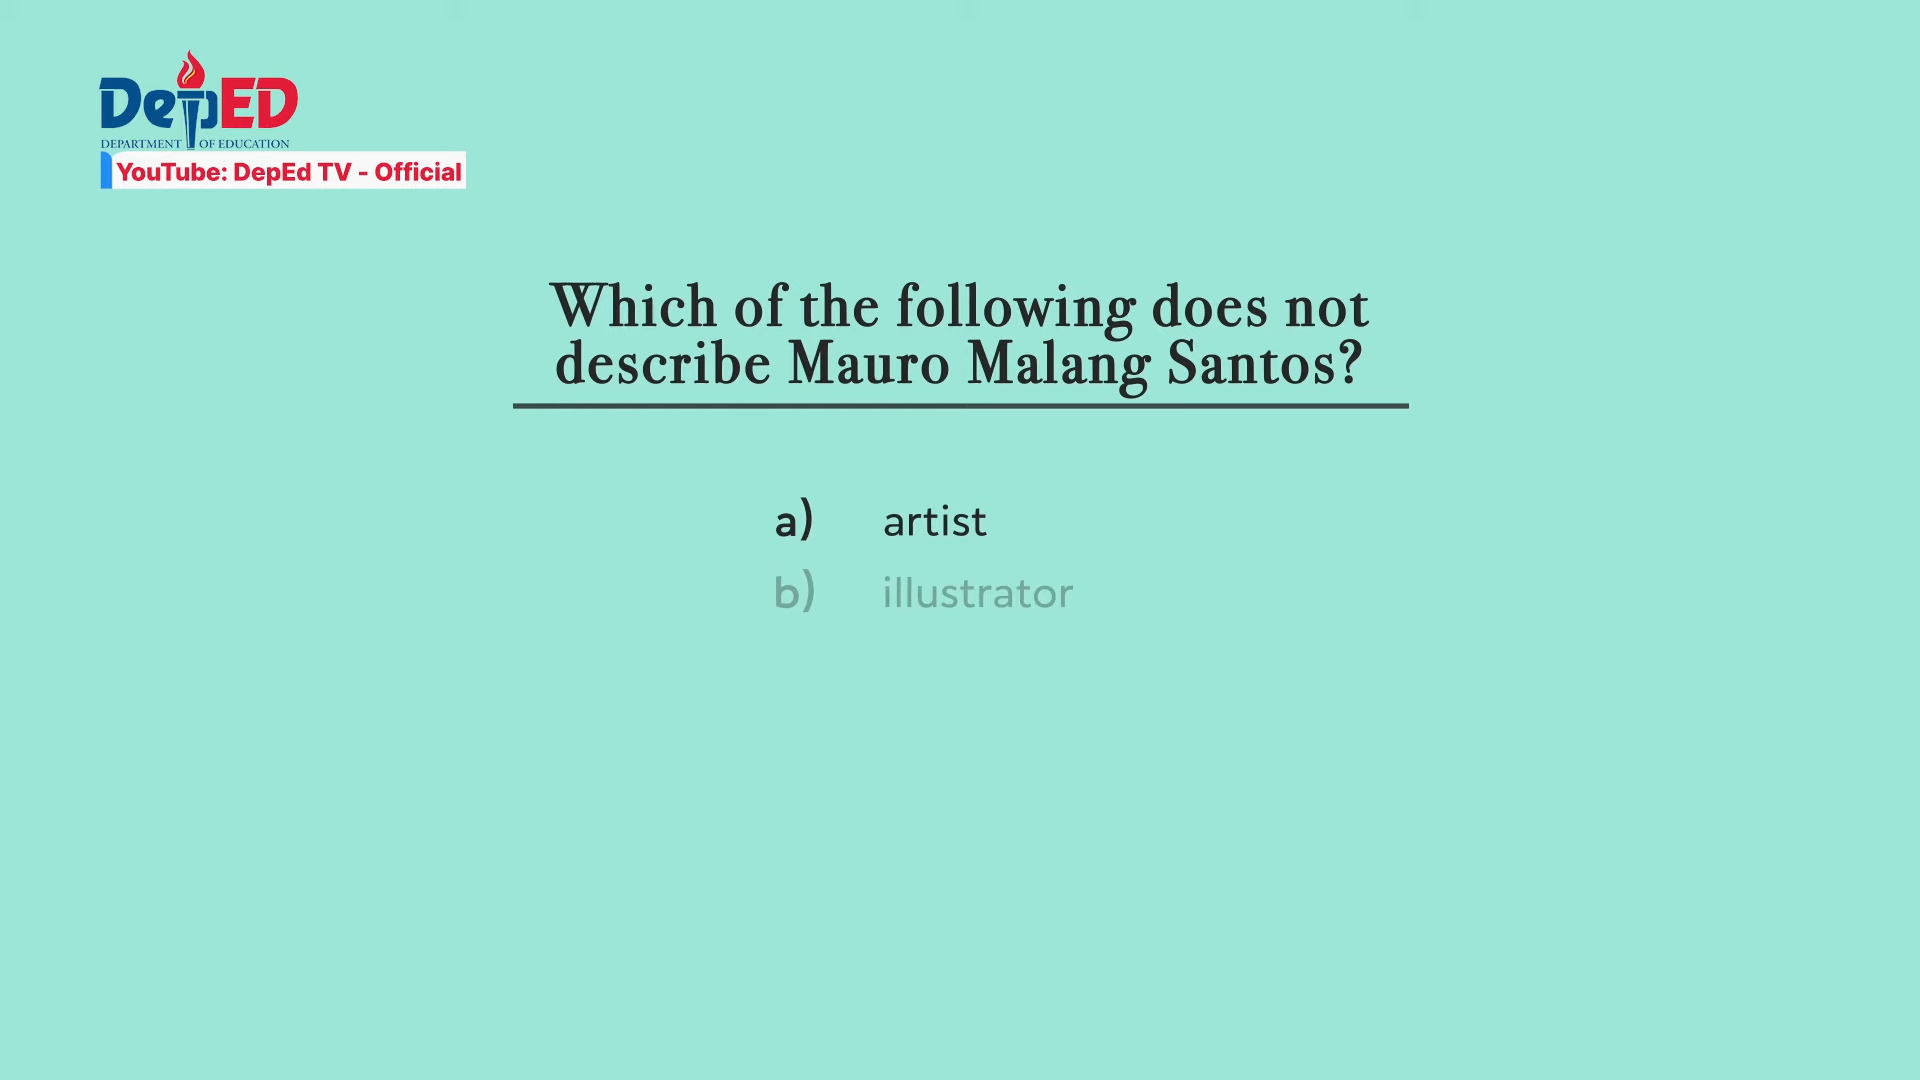 DepED
DEPARTMENT OF EDUCATION
YouTube: DepEd TV - Official
Which of the following does not
describe Mauro Malang Santos?
a) artist
b) illustrator